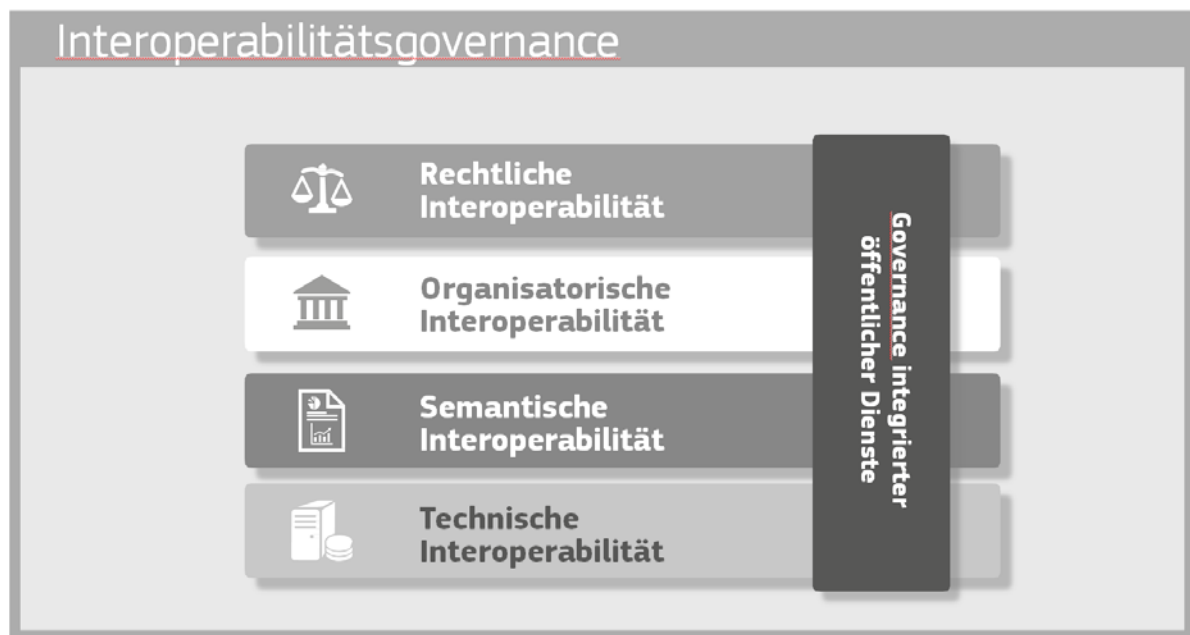 Interoperabilitätsgovernance
Rechtliche
Interoperabilität
Organisatorische
Interoperabilität
Semantische
Interoperabilität
Technische
Interoperabilität
Governance integrierter
öffentlicher Dienste